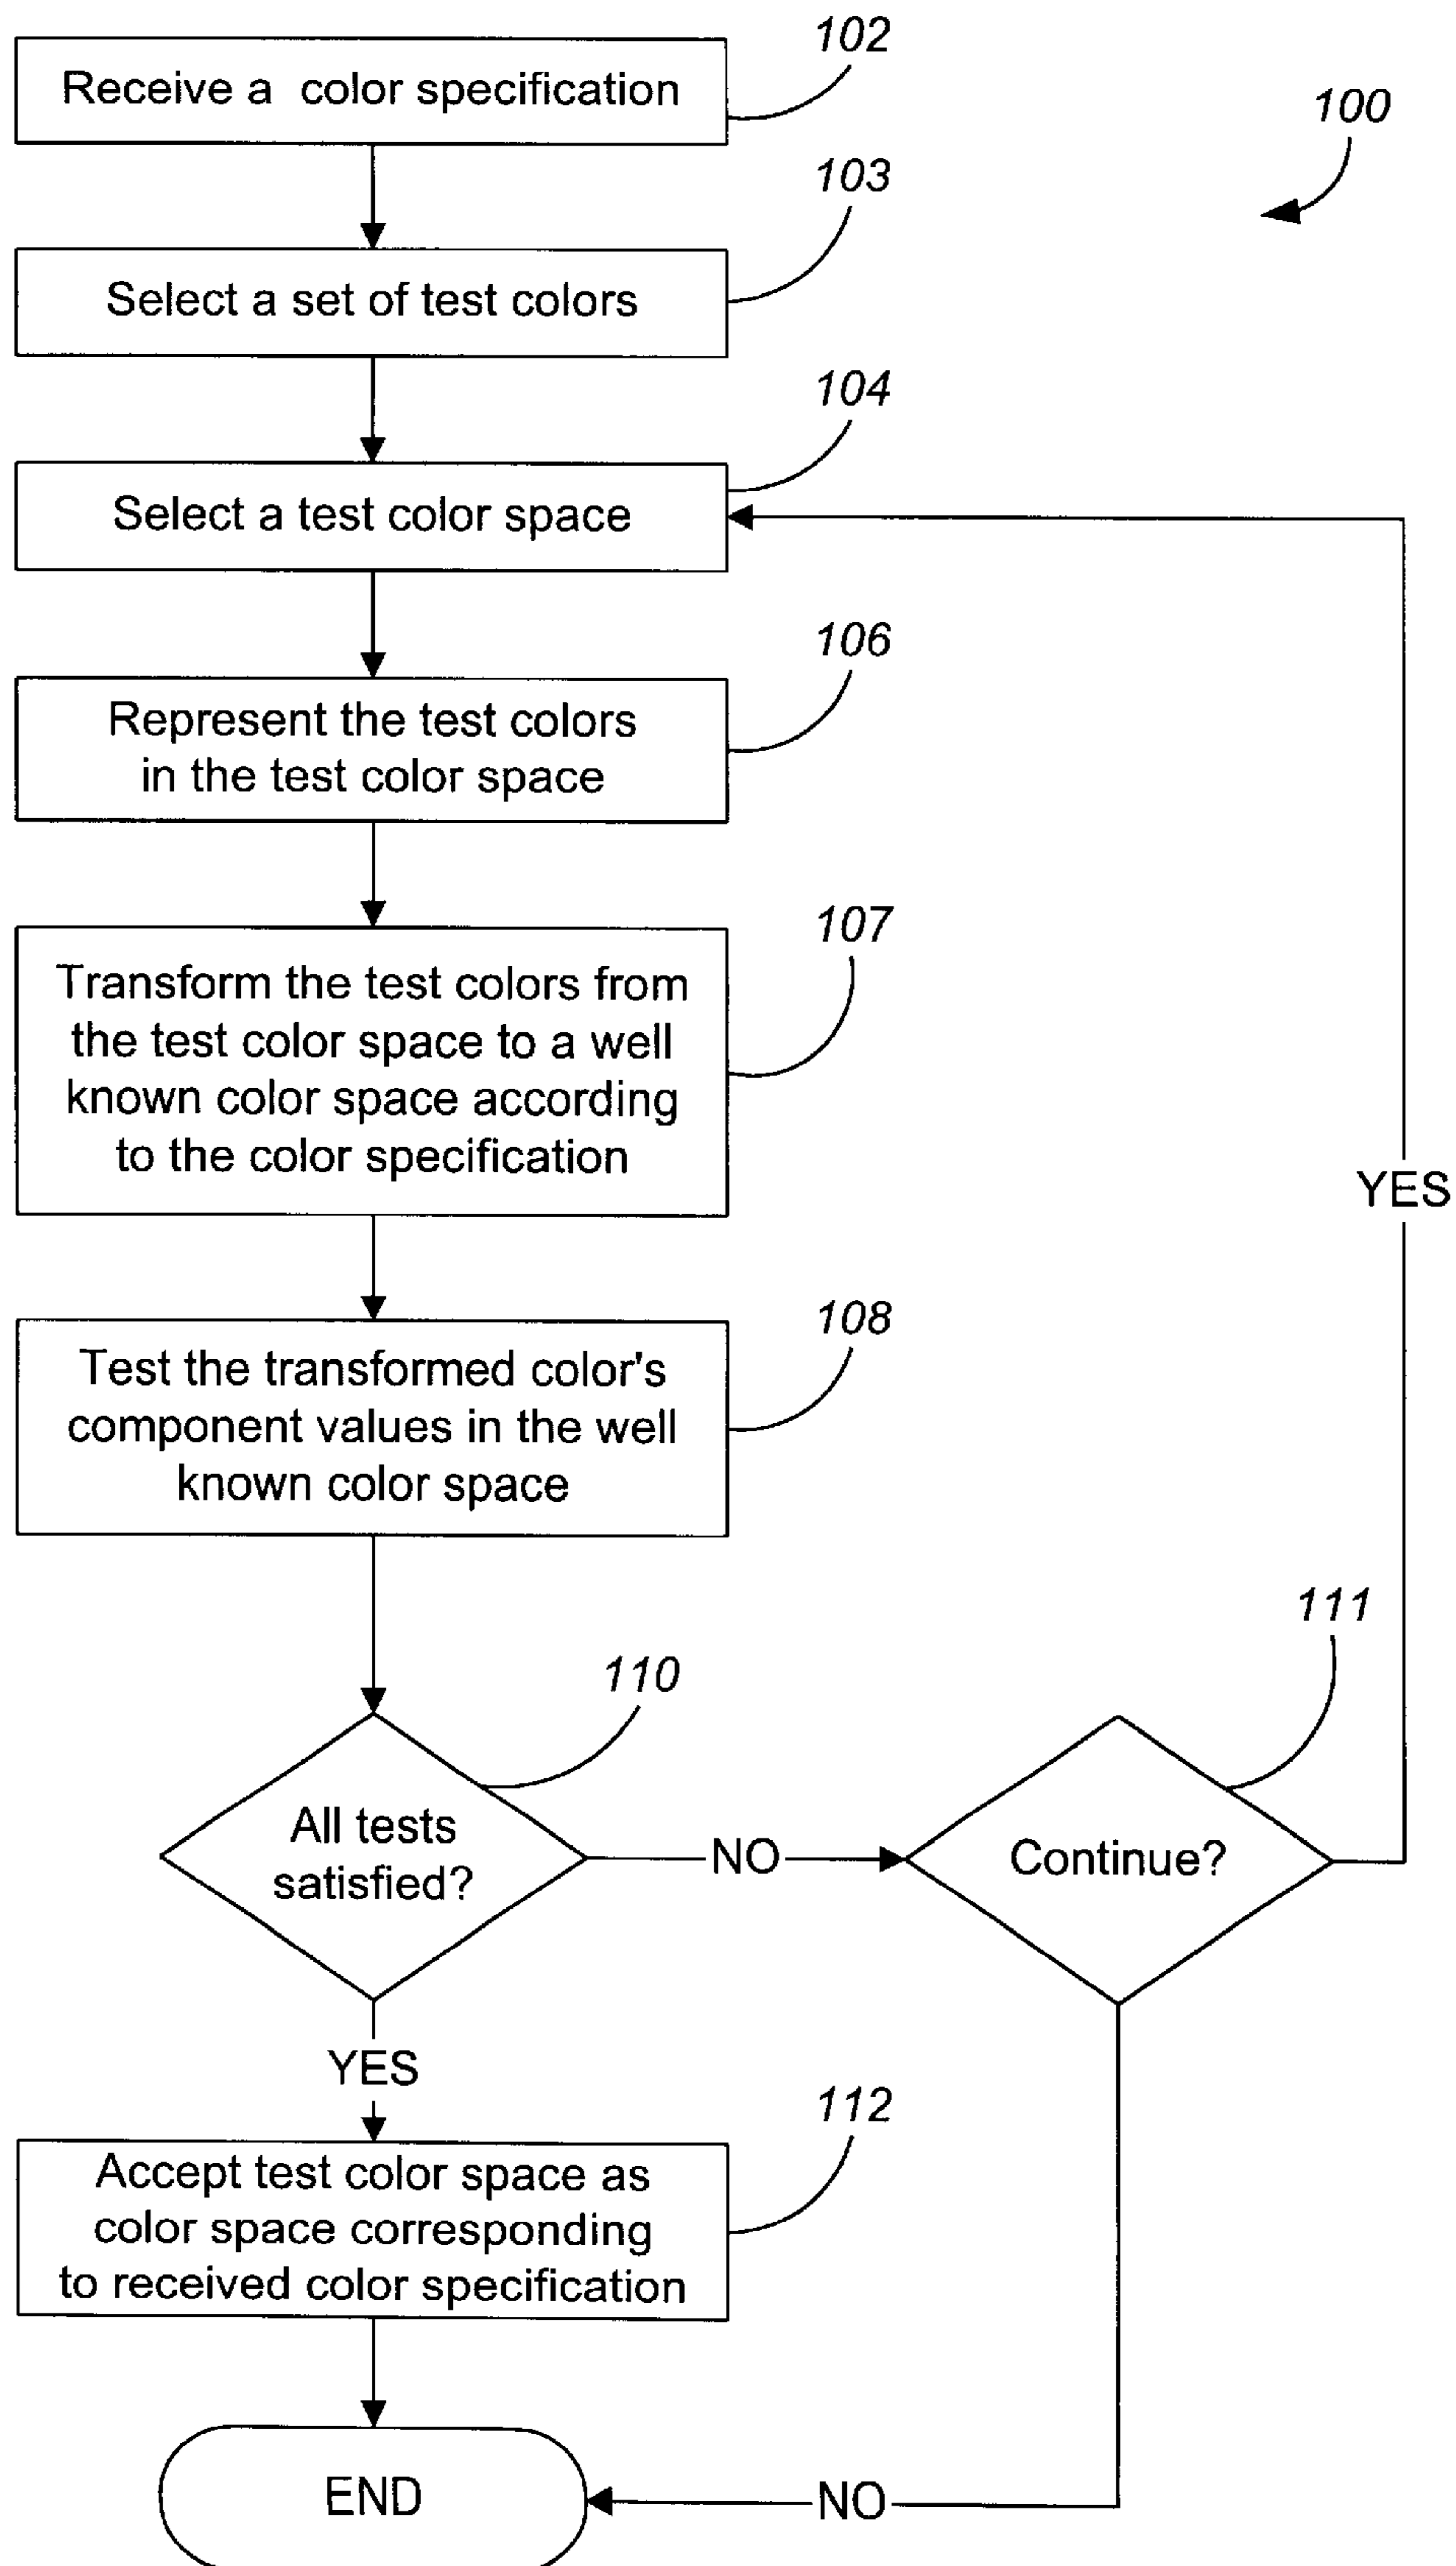 102
Receive a color specification
100
103
Select a set of test colors
104
Select a test color space
106
Represent the test colors
in the test color space
107
Transform the test colors from
the test color space to a well
known color space according
to the color specification
YES
108
Test the transformed color's
component values in the well
known color space
111
110
All tests
satisfied?
NO
Continue?
YES
112
Accept test color space as
color space corresponding
to received color specification
END
NO